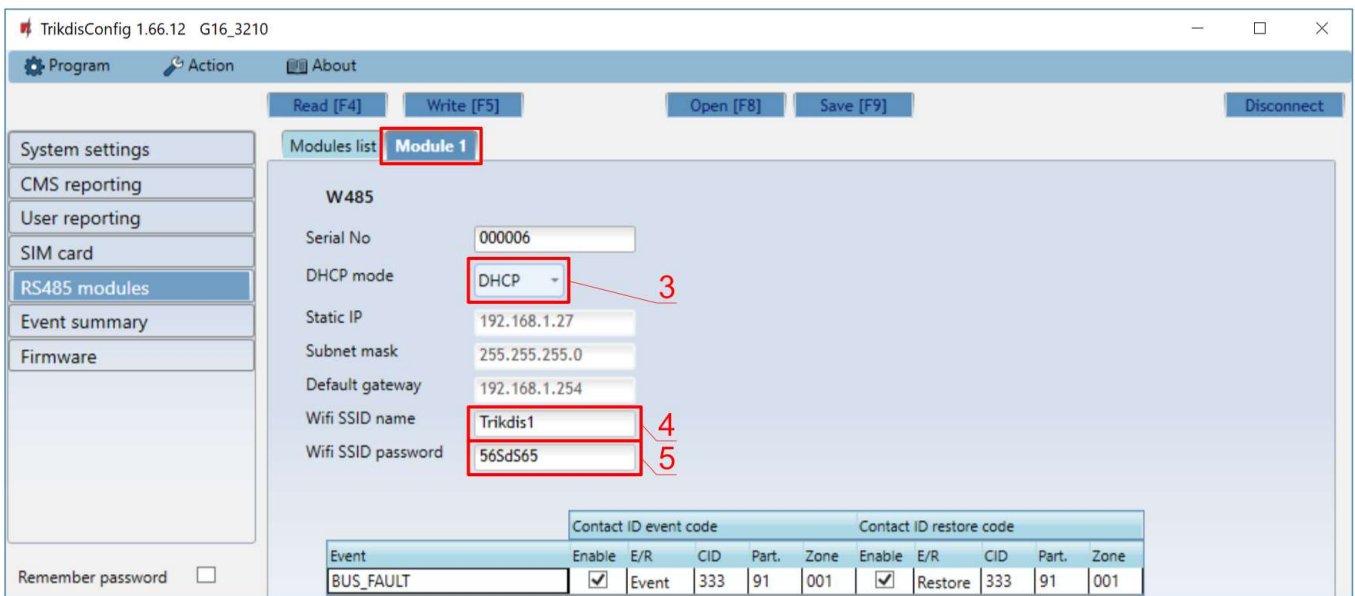 TrikdisConfig 1.66.12 G16_3210
Program Action About
Read [F4] Write [F5] Open [F8] Save [F9] Disconnect
System settings
CMS reporting
User reporting
SIM card
RS485 modules
Event summary
Firmware
Remember password
Modules list Module 1
W485
Serial No 000006
DHCP mode DHCP 3
Static IP 192.168.1.27
Subnet mask 255.255.255.0
Default gateway 192.168.1.254
Wifi SSID name Trikdis1 4
Wifi SSID password 56SdS65 5
Contact ID event code Contact ID restore code
Event Enable E/R CID Part. Zone Enable E/R CID Part. Zone
BUS_FAULT Event 333 91 001 Restore 333 91 001